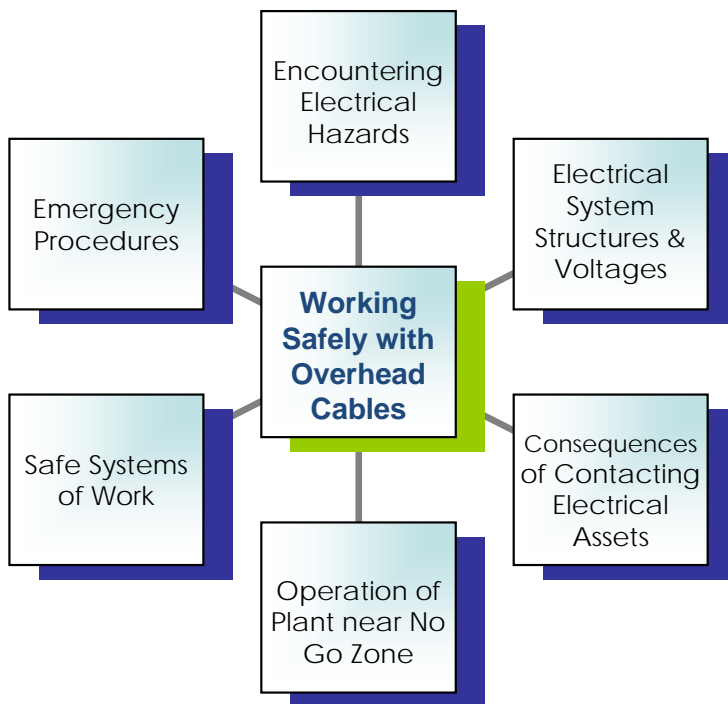 Encountering
Electrical
Hazards
Emergency
Procedures
Electrical
System
Structures &
Voltages
Working
Safely with
Overhead
Cables
Safe Systems
of Work
Consequences
of Contacting
Electrical
Assets
Operation of
Plant near No
Go Zone